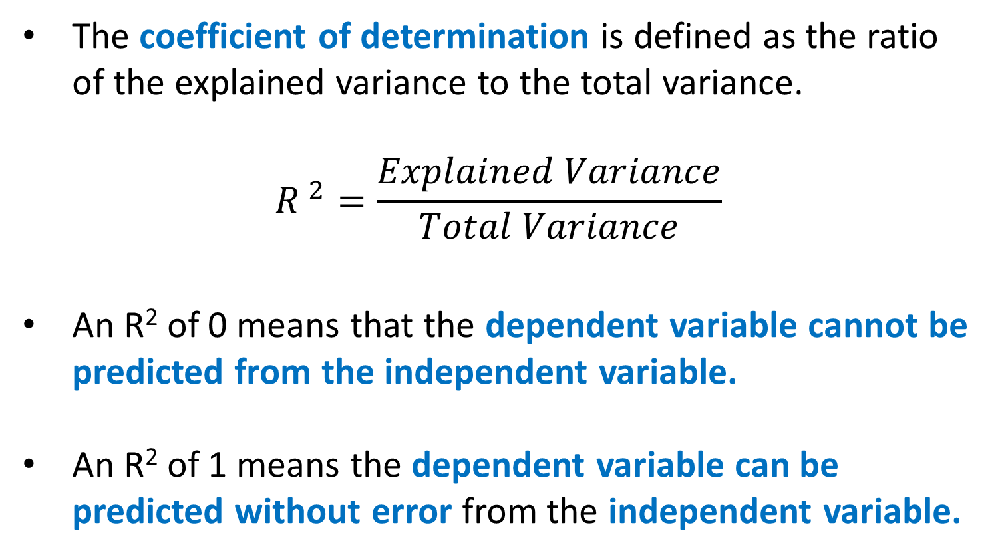 • The coefficient of determination is defined as the ratio
of the explained variance to the total variance.
R ² = Explained Variance / Total Variance
• An R² of 0 means that the dependent variable cannot be
predicted from the independent variable.
• An R² of 1 means the dependent variable can be
predicted without error from the independent variable.